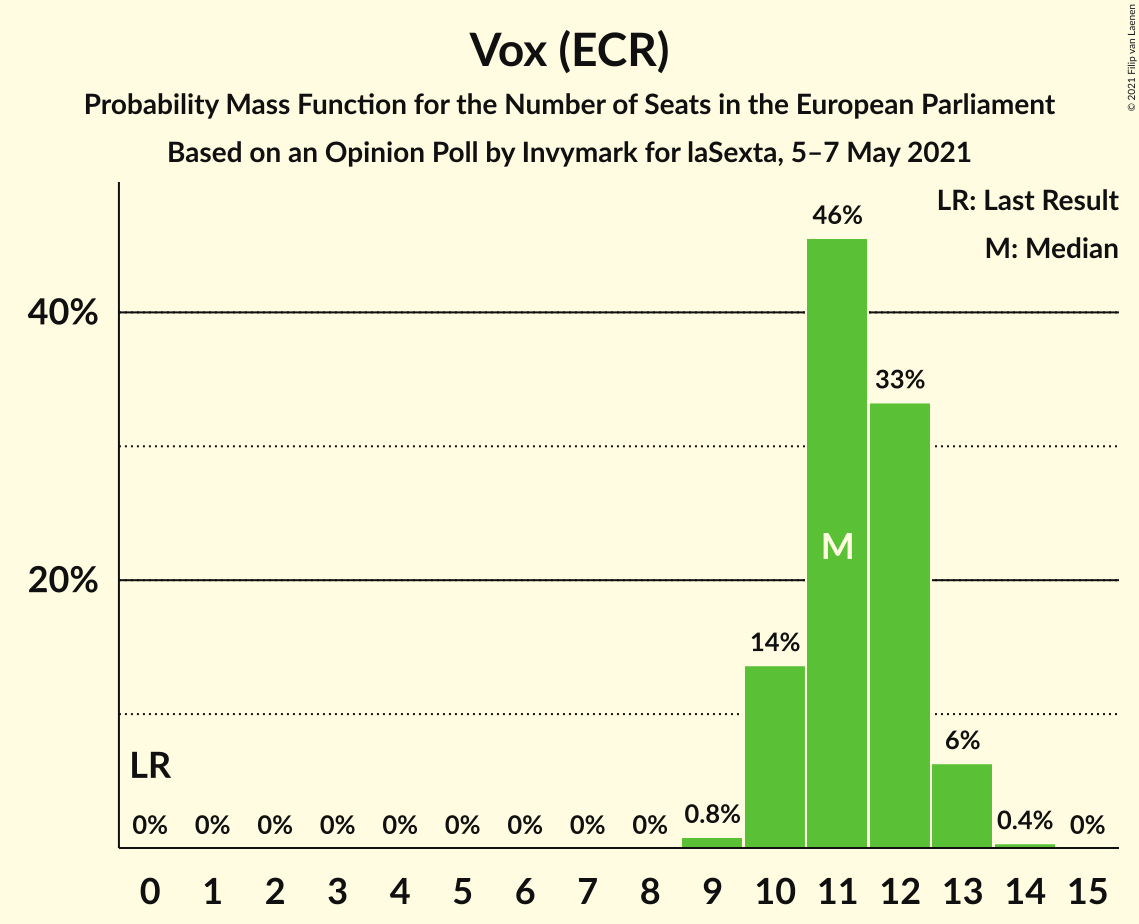 Vox (ECR)
Probability Mass Function for the Number of Seats in the European Parliament
Based on an Opinion Poll by Invymark for laSexta, 5–7 May 2021
© 2021 Filip van Laenen
LR: Last Result
M: Median
46%
40%
33%
M
20%
14%
6%
LR
0% 0% 0% 0% 0% 0% 0% 0% 0% 0.8% 0.4% 0%
0 1 2 3 4 5 6 7 8 9 10 11 12 13 14 15